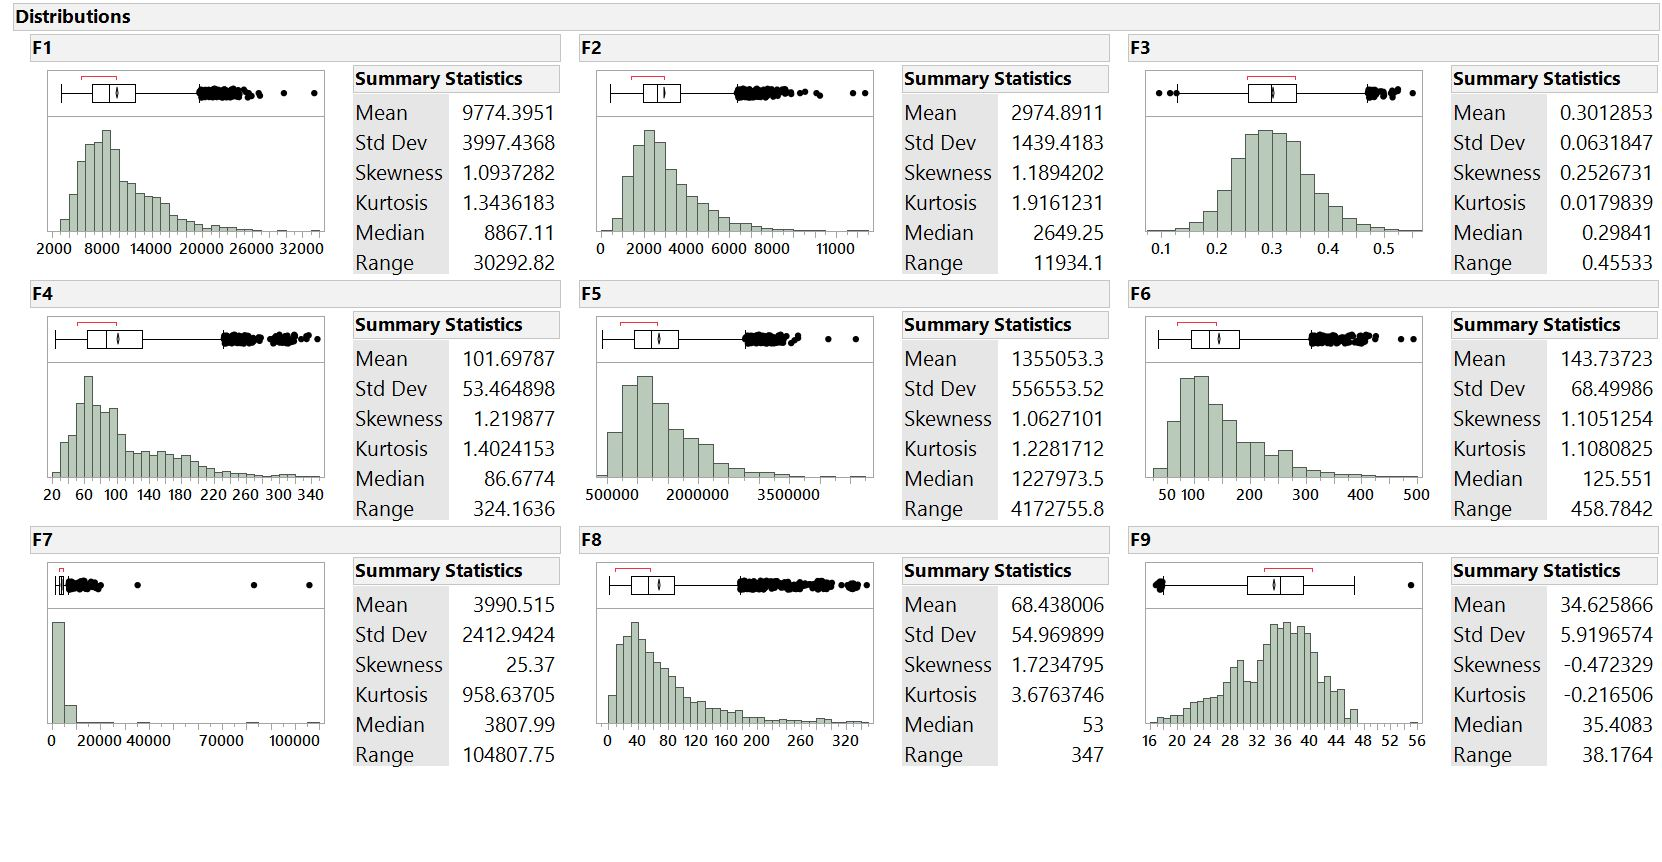 Distributions
F1
Summary Statistics
Mean 9774.3951
Std Dev 3997.4368
Skewness 1.0937282
Kurtosis 1.3436183
Median 8867.11
Range 30292.82
2000 8000 14000 20000 26000 32000
F2
Summary Statistics
Mean 2974.8911
Std Dev 1439.4183
Skewness 1.1894202
Kurtosis 1.9161231
Median 2649.25
Range 11934.1
0 2000 4000 6000 8000 11000
F3
Summary Statistics
Mean 0.3012853
Std Dev 0.0631847
Skewness 0.2526731
Kurtosis 0.0179839
Median 0.29841
Range 0.45533
0.1 0.2 0.3 0.4 0.5
F4
Summary Statistics
Mean 101.69787
Std Dev 53.464898
Skewness 1.219877
Kurtosis 1.4024153
Median 86.6774
Range 324.1636
20 60 100 140 180 220 260 300 340
F5
Summary Statistics
Mean 1355053.3
Std Dev 556553.52
Skewness 1.0627101
Kurtosis 1.2281712
Median 1227973.5
Range 4172755.8
500000 2000000 3500000
F6
Summary Statistics
Mean 143.73723
Std Dev 68.49986
Skewness 1.1051254
Kurtosis 1.1080825
Median 125.551
Range 458.7842
50 100 200 300 400 500
F7
Summary Statistics
Mean 3990.515
Std Dev 2412.9424
Skewness 25.37
Kurtosis 958.63705
Median 3807.99
Range 104807.75
0 20000 40000 70000 100000
F8
Summary Statistics
Mean 68.438006
Std Dev 54.969899
Skewness 1.7234795
Kurtosis 3.6763746
Median 53
Range 347
0 40 80 120 160 200 260 320
F9
Summary Statistics
Mean 34.625866
Std Dev 5.9196574
Skewness -0.472329
Kurtosis -0.216506
Median 35.4083
Range 38.1764
16 20 24 28 32 36 40 44 48 52 56